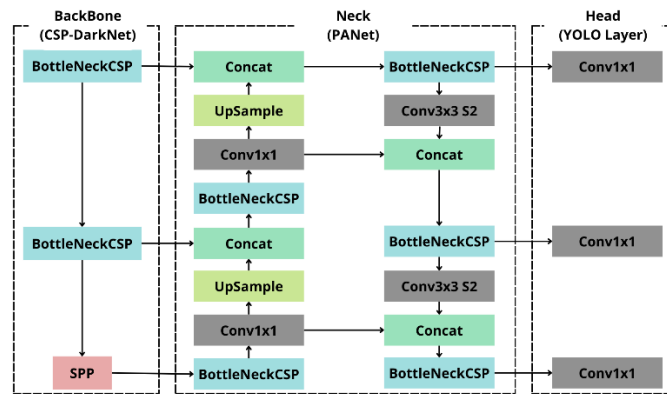 BackBone
(CSP-DarkNet)
Neck
(PANet)
Head
(YOLO Layer)
BottleNeckCSP
Concat
BottleNeckCSP
Conv1x1
UpSample
Conv3x3 S2
Conv1x1
Concat
BottleNeckCSP
BottleNeckCSP
Concat
BottleNeckCSP
Conv1x1
UpSample
Conv3x3 S2
Conv1x1
Concat
SPP
BottleNeckCSP
BottleNeckCSP
Conv1x1